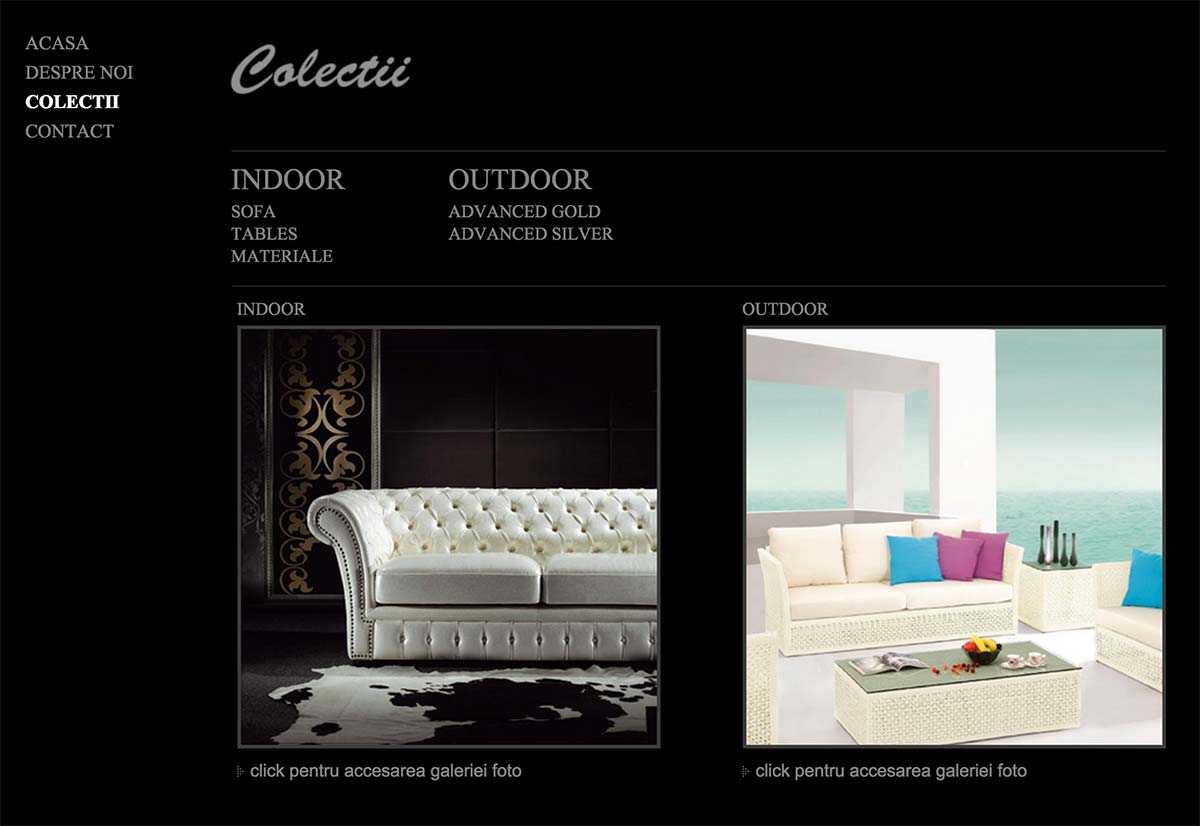 ACASA
DESPRE NOI
COLECTII
CONTACT
Colectii
INDOOR
SOFA
TABLES
MATERIALE
OUTDOOR
ADVANCED GOLD
ADVANCED SILVER
INDOOR
click pentru accesarea galeriei foto
OUTDOOR
click pentru accesarea galeriei foto